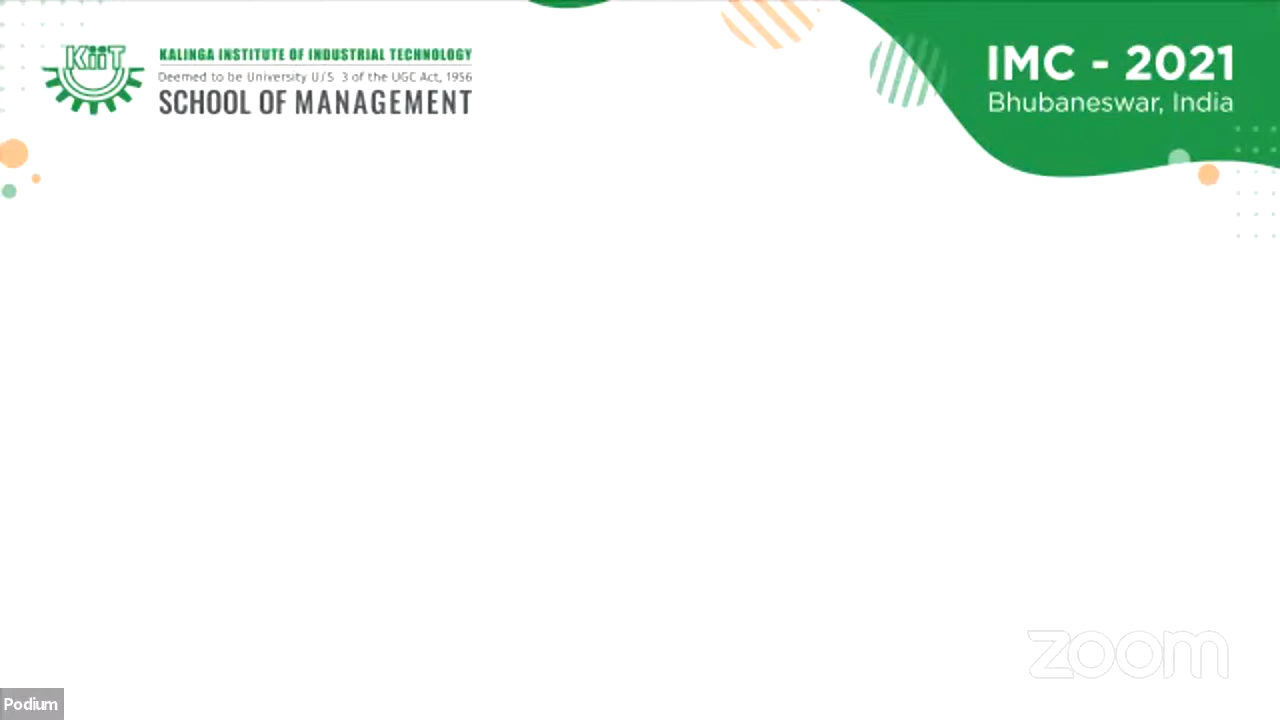 KiiT
KALINGA INSTITUTE OF INDUSTRIAL TECHNOLOGY
Deemed to be University U/S 3 of the UGC Act, 1956
SCHOOL OF MANAGEMENT
IMC - 2021
Bhubaneswar, India
zoom
Podium